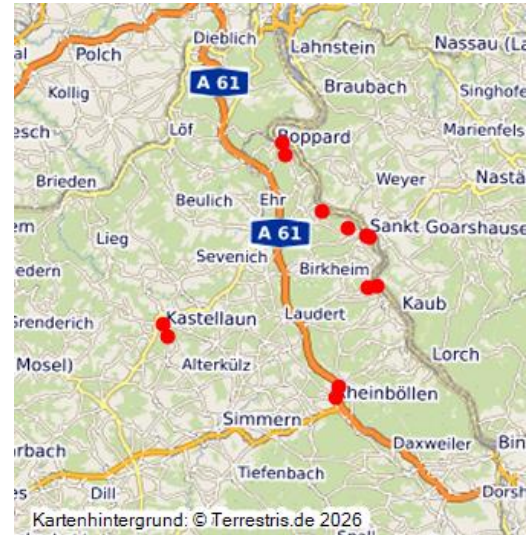 Dieblich
Lahnstein
Nassau (La
Polch
A 61
Braubach
Singhofe
Kollig
esch
Löf
Boppard
Marienfels
Weyer
Nastä
Brieden
Beulich
Ehr
Sankt Goarshause
A 61
Lieg
Sevenich
Birkheim
edern
Grenderich
Kastellaun
Laudert
Kaub
Mosel)
Alterkülz
Lorch
Rheinböllen
Simmern
arbach
Daxweiler
Bin
Tiefenbach
Dill
Dorsh
es
Kartenhintergrund: © Terrestris.de 2026